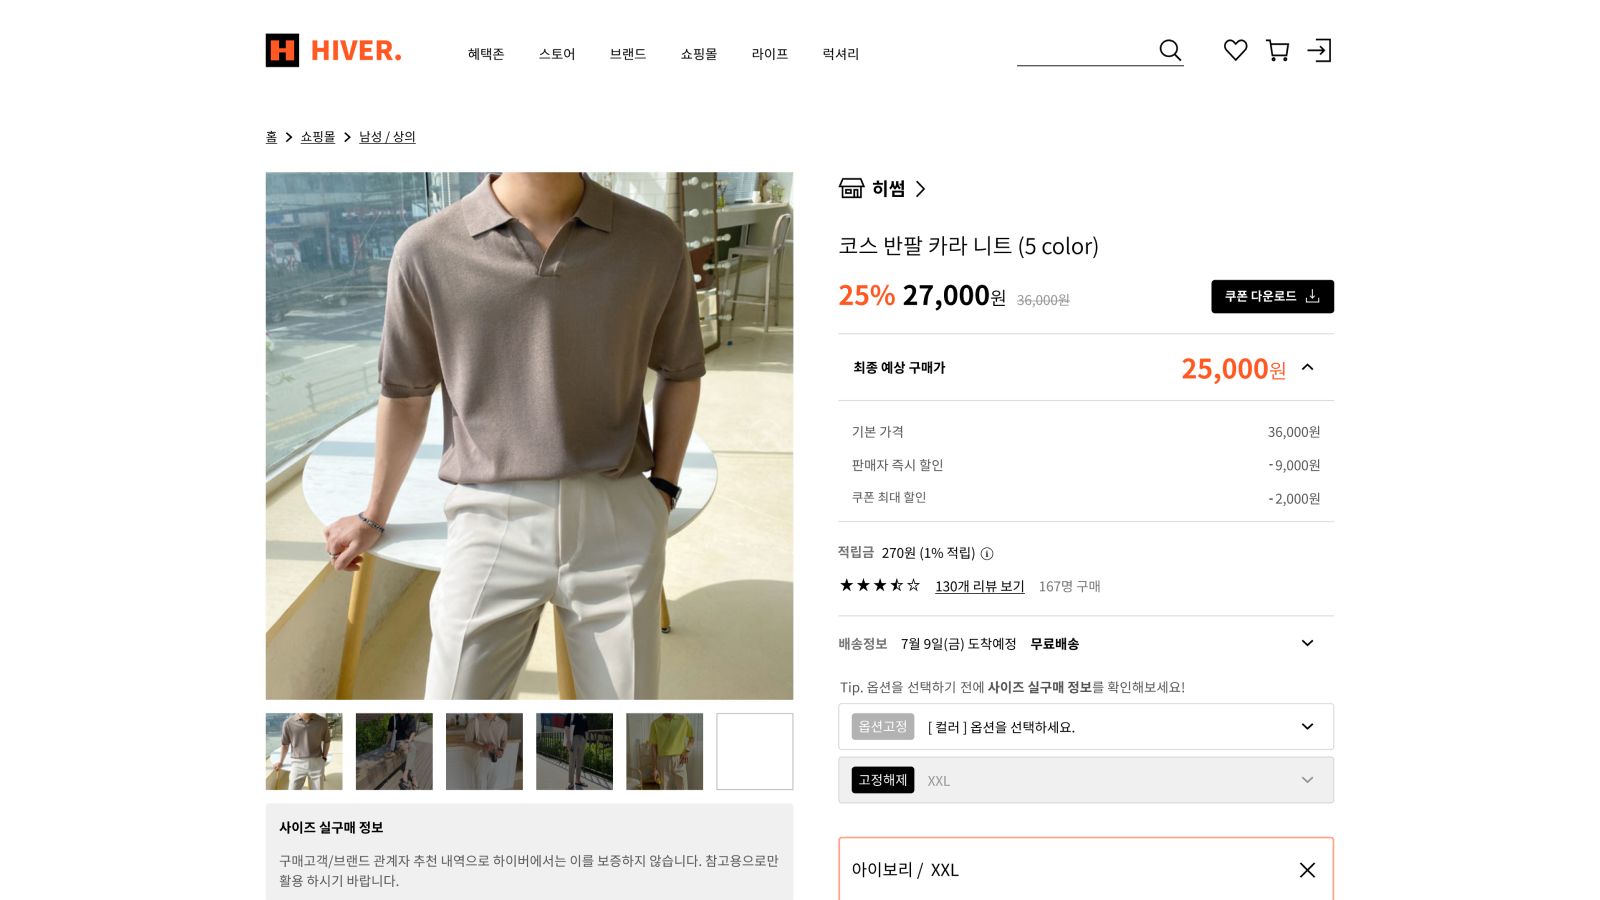 H HIVER.
혜택존 스토어 브랜드 쇼핑몰 라이프 럭셔리
홈 > 쇼핑몰 > 남성 / 상의
히썸 >
코스 반팔 카라 니트 (5 color)
25% 27,000원 36,000원
쿠폰 다운로드
최종 예상 구매가 25,000원
기본 가격 36,000원
판매자 즉시 할인 -9,000원
쿠폰 최대 할인 -2,000원
적립금 270원 (1% 적립)
130개 리뷰 보기 167명 구매
배송정보 7월 9일(금) 도착예정 무료배송
Tip. 옵션을 선택하기 전에 사이즈 실구매 정보를 확인해보세요!
옵션고정 [ 컬러 ] 옵션을 선택하세요.
고정해제 XXL
아이보리 / XXL
사이즈 실구매 정보
구매고객/브랜드 관계자 추천 내역으로 하이버에서는 이를 보증하지 않습니다. 참고용으로만
활용 하시기 바랍니다.